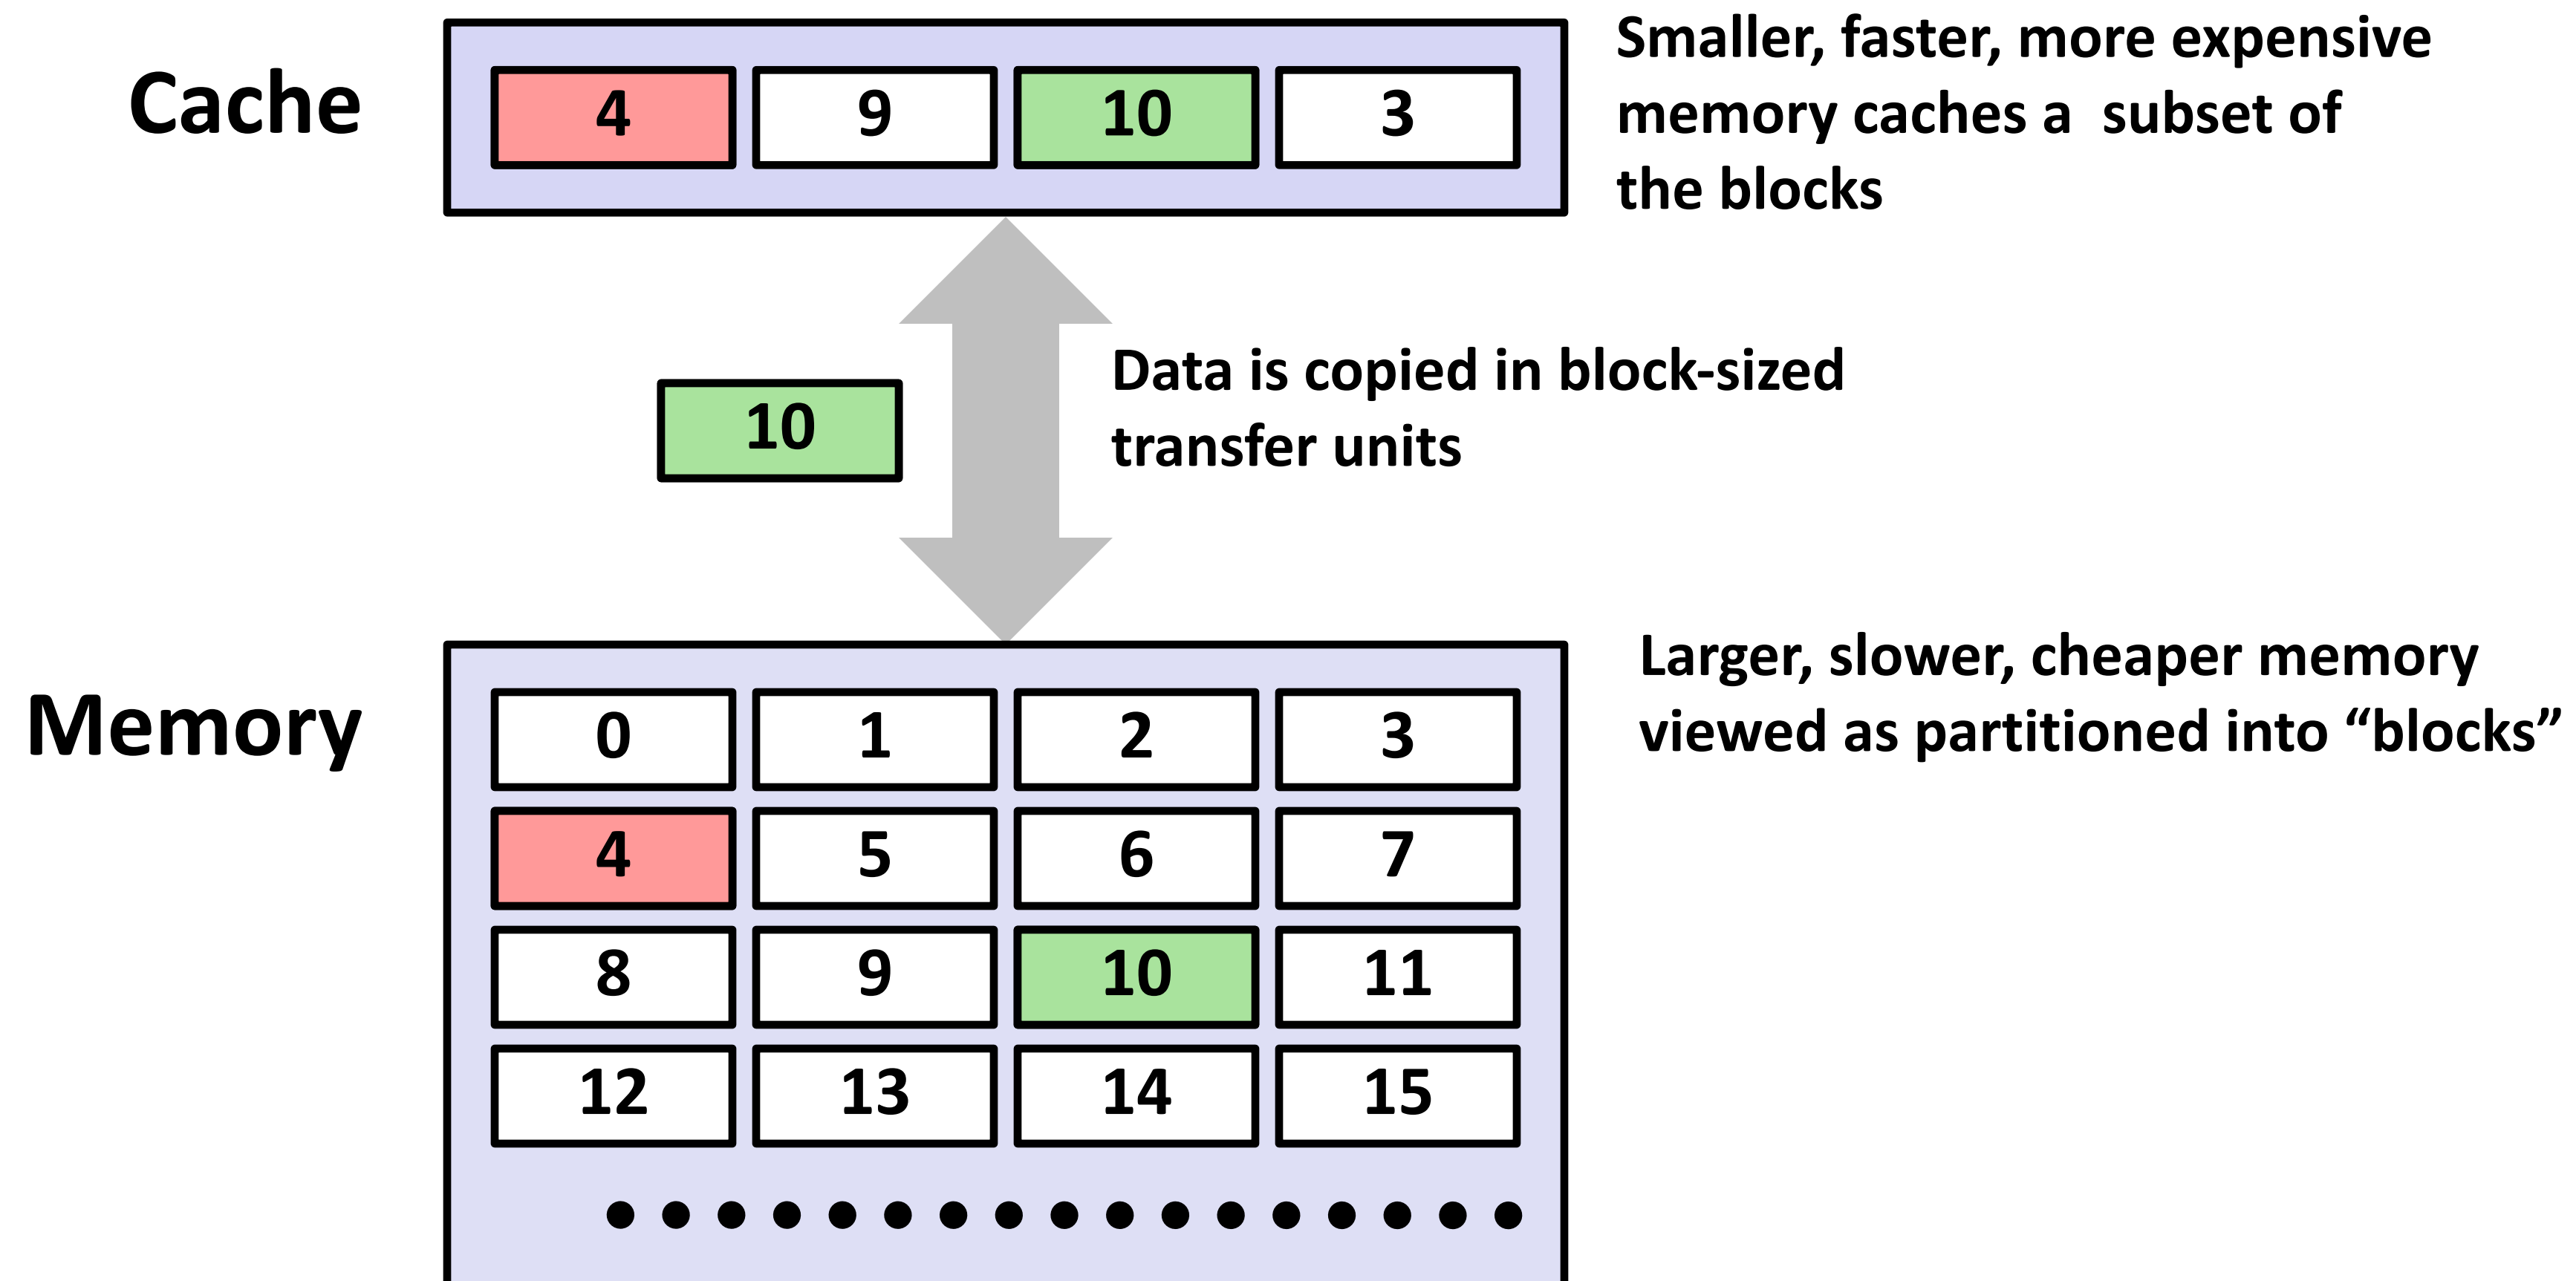 Cache
4 9 10 3
Smaller, faster, more expensive
memory caches a  subset of
the blocks
10
Data is copied in block-sized
transfer units
Memory
Larger, slower, cheaper memory
viewed as partitioned into “blocks”
0 1 2 3
4 5 6 7
8 9 10 11
12 13 14 15